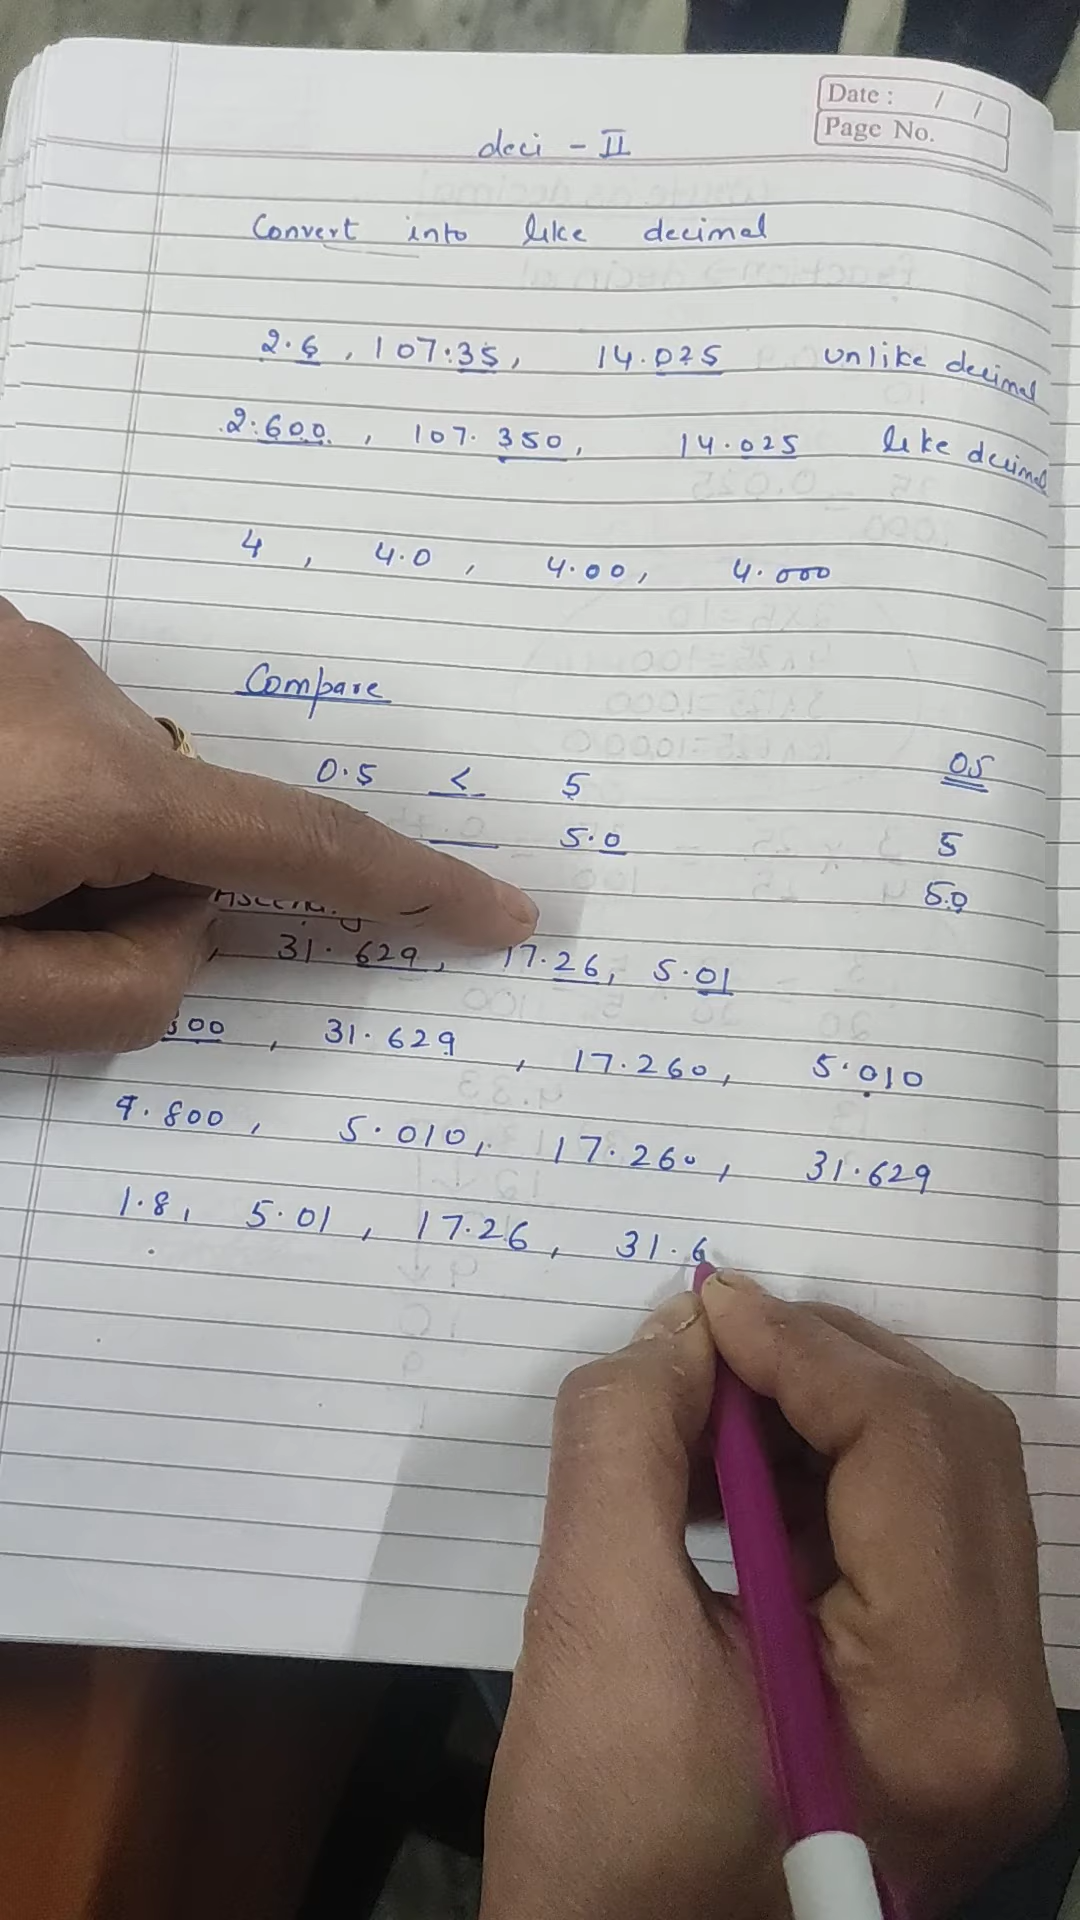 Date : / /
Page No.
deci - II
Convert into like decimal
2.6 , 107.35 , 14.025 unlike decimal
2.600 , 107.350 , 14.025 like decimal
4 , 4.0 , 4.00 , 4.000
Compare
0.5 < 5 05
5.0 5
5.0
, 31.629 , 17.26 , 5.01
800 , 31.629 , 17.260 , 5.010
1.800 , 5.010 , 17.260 , 31.629
1.8 , 5.01 , 17.26 , 31.6